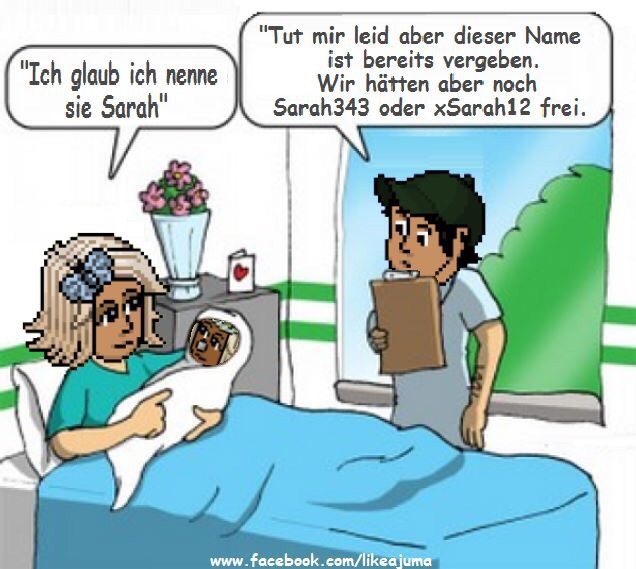 "Ich glaub ich nenne
sie Sarah"
"Tut mir leid aber dieser Name
ist bereits vergeben.
Wir hätten aber noch
Sarah343 oder xSarah12 frei.
www.facebook.com/likeajuma